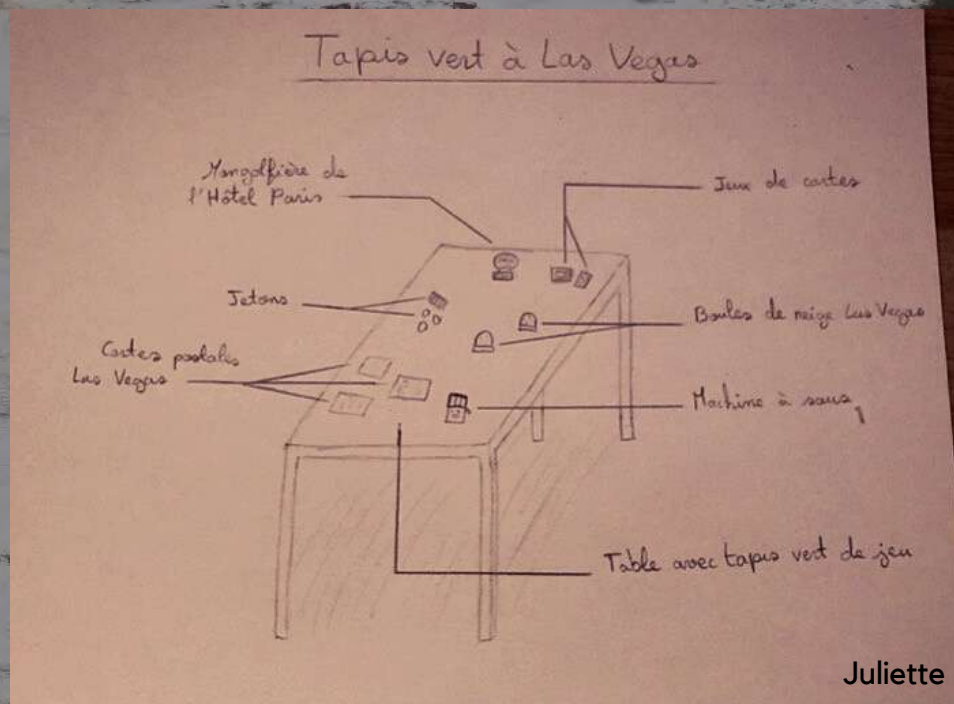 Tapis vert à Las Vegas
Mongolfière de
l'Hôtel Paris
Jeux de cartes
Jetons
Boules de neige Las Vegas
Cartes postales
Las Vegas
Machine à sous
Table avec tapis vert de jeu
Juliette